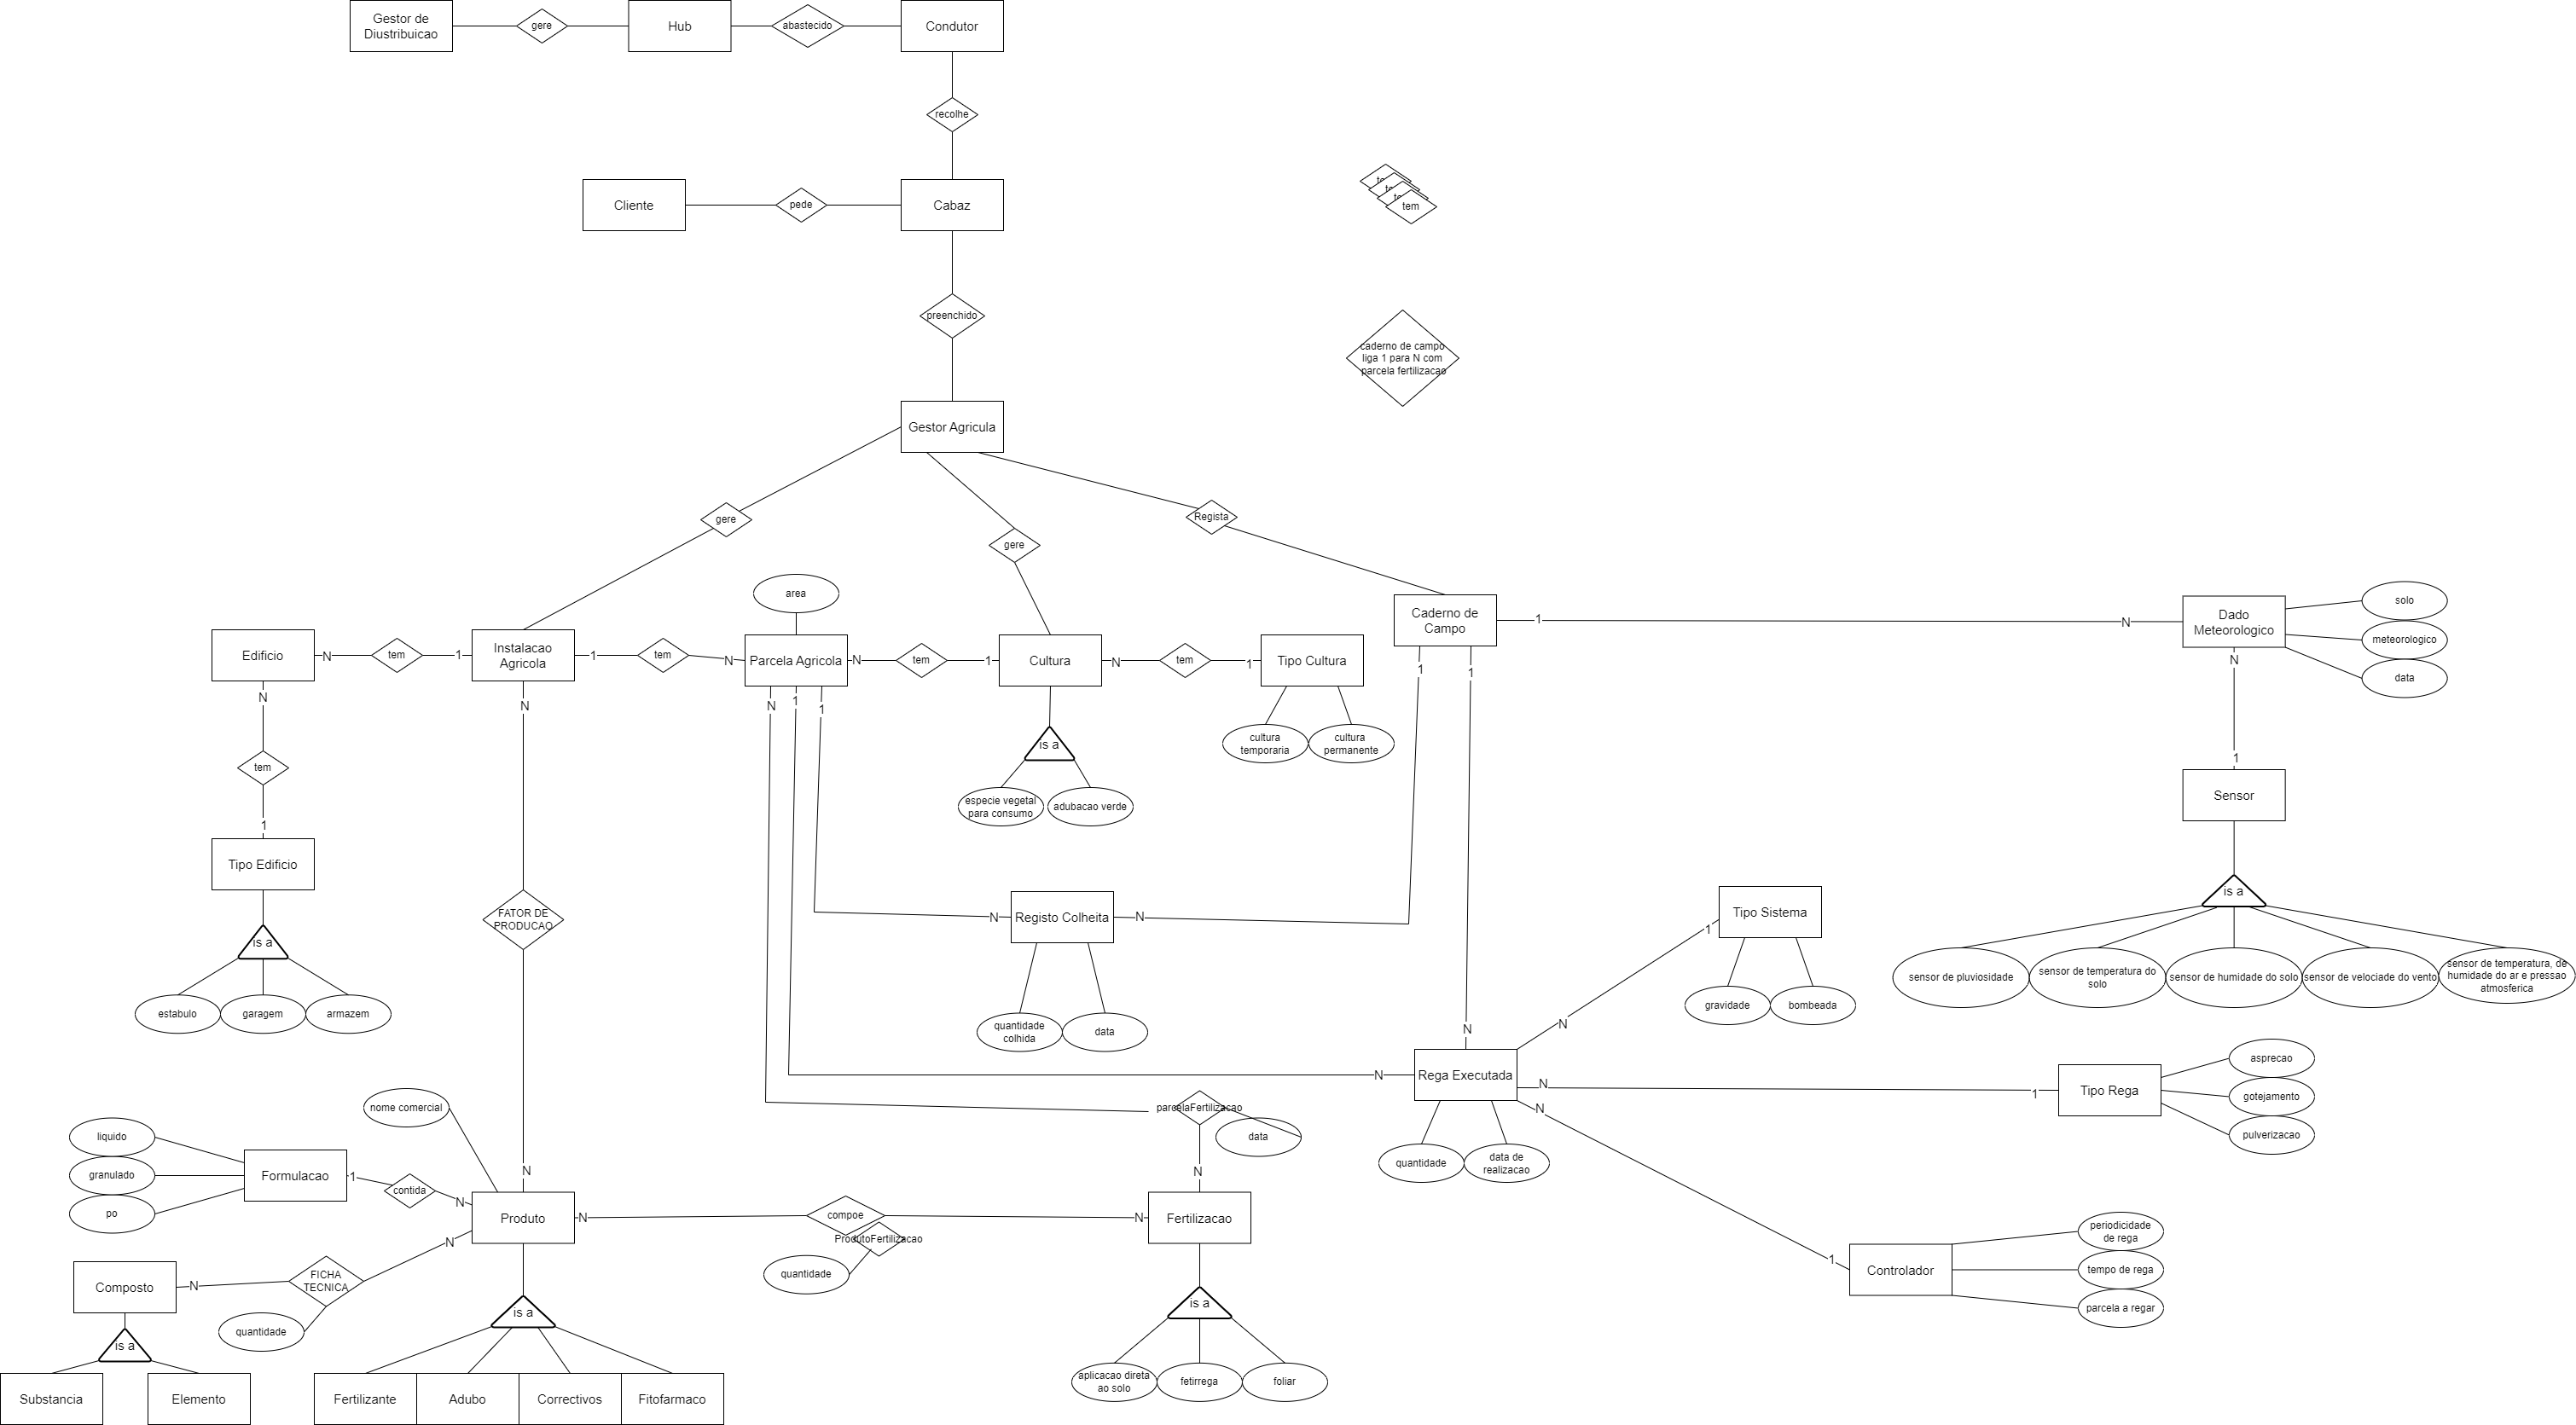 Gestor de
Diustribuicao
gere
Hub
abastecido
Condutor
recolhe
Cliente
pede
Cabaz
tem
preenchido
caderno de campo
liga 1 para N com
parcela fertilizacao
Gestor Agricula
gere
gere
Regista
area
Edificio
N
tem
1
Instalacao
Agricola
1
tem
N
Parcela Agricola
N
tem
1
Cultura
N
tem
1
Tipo Cultura
Caderno de
Campo
1
N
Dado
Meteorologico
solo
meteorologico
data
N
N
N
1
1
1
1
N
cultura
temporaria
cultura
permanente
is a
tem
1
especie vegetal
para consumo
adubacao verde
1
Sensor
Tipo Edificio
FATOR DE
PRODUCAO
N
Registo Colheita
N
Tipo Sistema
1
is a
is a
estabulo
garagem
armazem
quantidade
colhida
data
gravidade
bombeada
sensor de pluviosidade
sensor de temperatura do
solo
sensor de humidade do solo
sensor de velociade do vento
sensor de temperatura, de
humidade do ar e pressao
atmosferica
N
N
N
Rega Executada
N
1
Tipo Rega
asprecao
gotejamento
pulverizacao
N
nome comercial
parcelaFertilizacao
data
quantidade
data de
realizacao
liquido
granulado
po
Formulacao
1
contida
N
N
N
Produto
N
compoe
N
Fertilizacao
ProdutoFertilizacao
quantidade
N
1
Controlador
periodicidade
de rega
tempo de rega
parcela a regar
Composto
N
FICHA
TECNICA
quantidade
is a
is a
is a
Substancia
Elemento
Fertilizante
Adubo
Correctivos
Fitofarmaco
aplicacao direta
ao solo
fetirrega
foliar